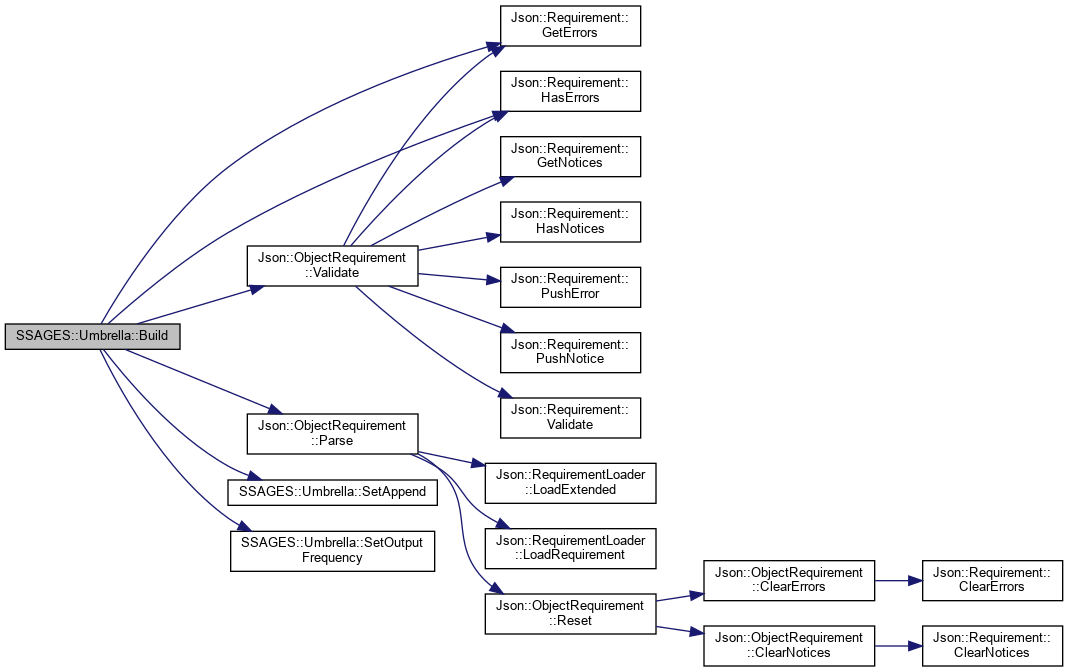 Json::Requirement::
GetErrors
Json::Requirement::
HasErrors
Json::Requirement::
GetNotices
Json::Requirement::
HasNotices
Json::ObjectRequirement
::Validate
Json::Requirement::
PushError
SSAGES::Umbrella::Build
Json::Requirement::
PushNotice
Json::Requirement::
Validate
Json::ObjectRequirement
::Parse
Json::RequirementLoader
::LoadExtended
SSAGES::Umbrella::SetAppend
SSAGES::Umbrella::SetOutput
Frequency
Json::RequirementLoader
::LoadRequirement
Json::ObjectRequirement
::Reset
Json::ObjectRequirement
::ClearErrors
Json::Requirement::
ClearErrors
Json::ObjectRequirement
::ClearNotices
Json::Requirement::
ClearNotices